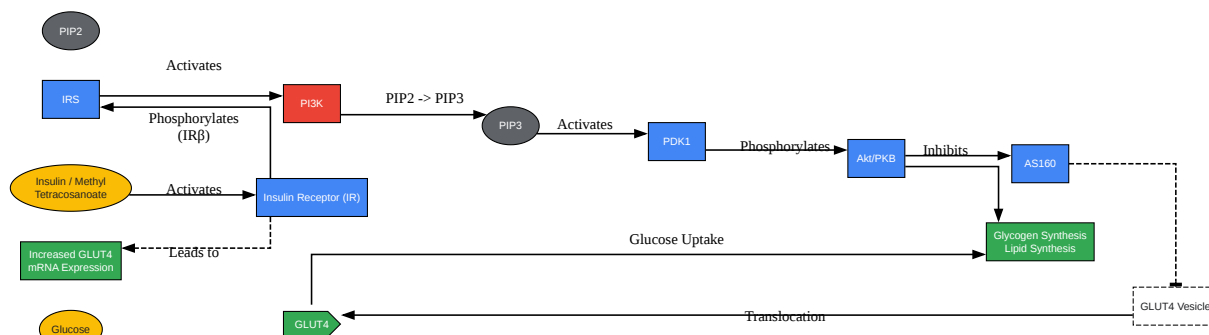 PIP2
Activates
IRS
PI3K
PIP2 -> PIP3
Phosphorylates
(IRβ)
PIP3
Activates
PDK1
Phosphorylates
Akt/PKB
Inhibits
AS160
Insulin / Methyl
Tetracosanoate
Activates
Insulin Receptor (IR)
Increased GLUT4
mRNA Expression
Leads to
Glucose Uptake
Glycogen Synthesis
Lipid Synthesis
GLUT4 Vesicle
Glucose
GLUT4
Translocation